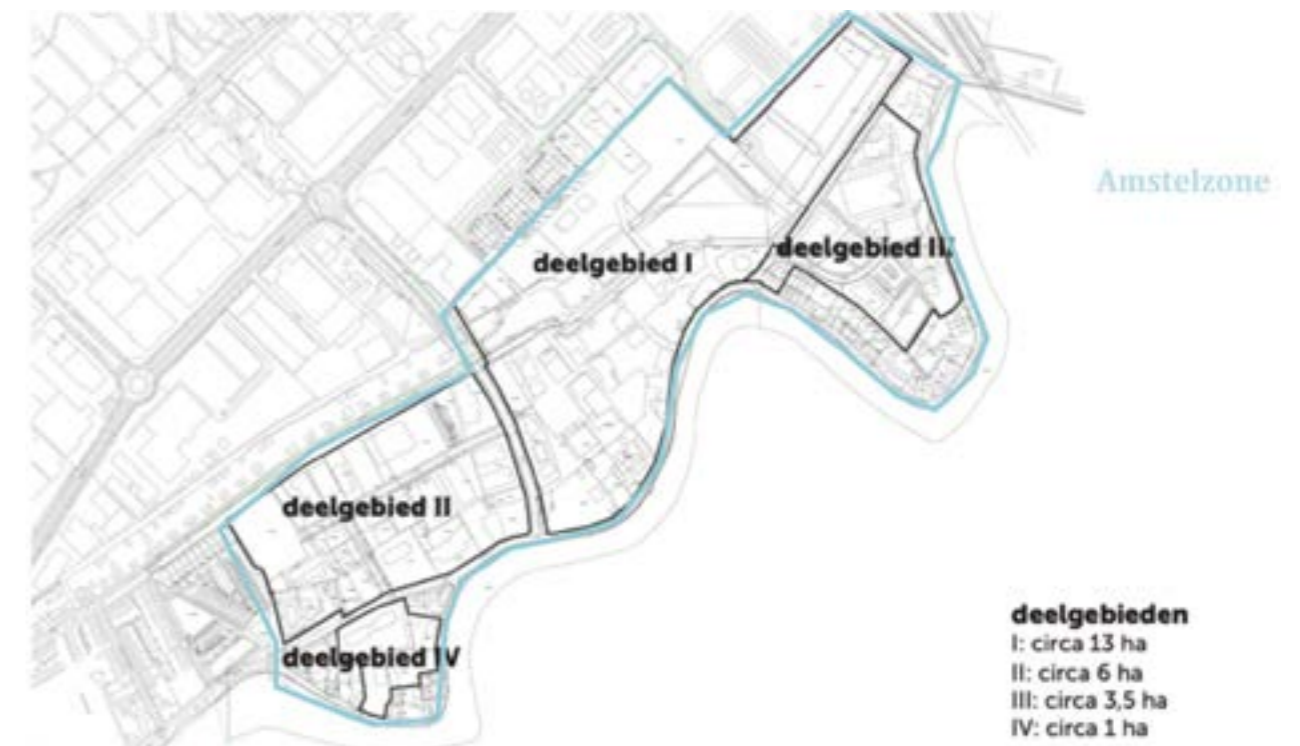 Amstelzone
deelgebied III
deelgebied I
deelgebied II
deelgebied IV
deelgebieden
I: circa 13 ha
II: circa 6 ha
III: circa 3,5 ha
IV: circa 1 ha